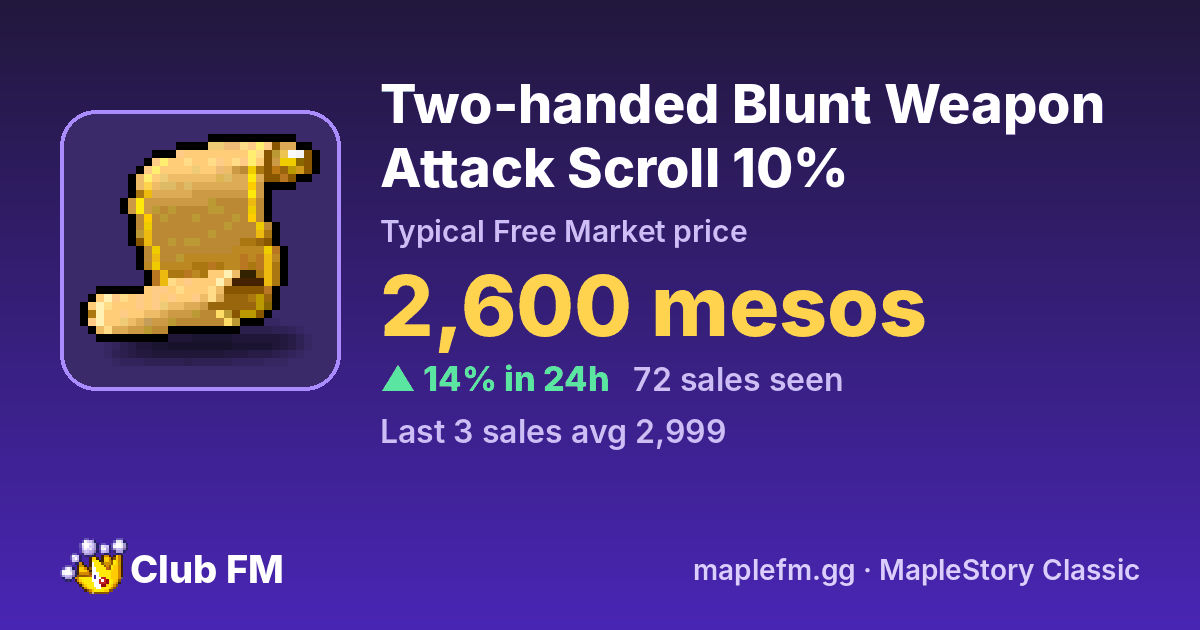 Two-handed Blunt Weapon
Attack Scroll 10%
Typical Free Market price
2,600 mesos
▲ 14% in 24h 72 sales seen
Last 3 sales avg 2,999
Club FM
maplefm.gg · MapleStory Classic